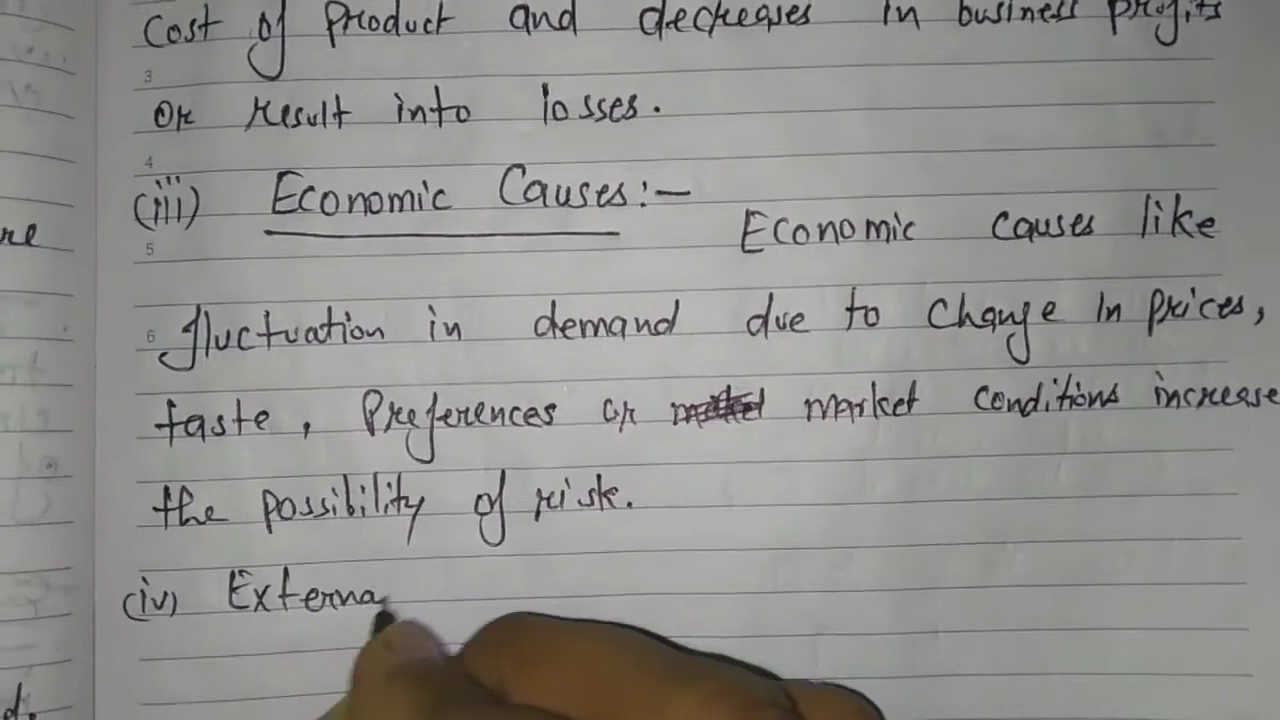 Cost of Product and decreases in business profits
or result into losses.
(iii) Economic Causes:-
Economic causes like
fluctuation in demand due to Change In prices,
taste, Preferences or market conditions increase
the possibility of risk.
(iv) Externa